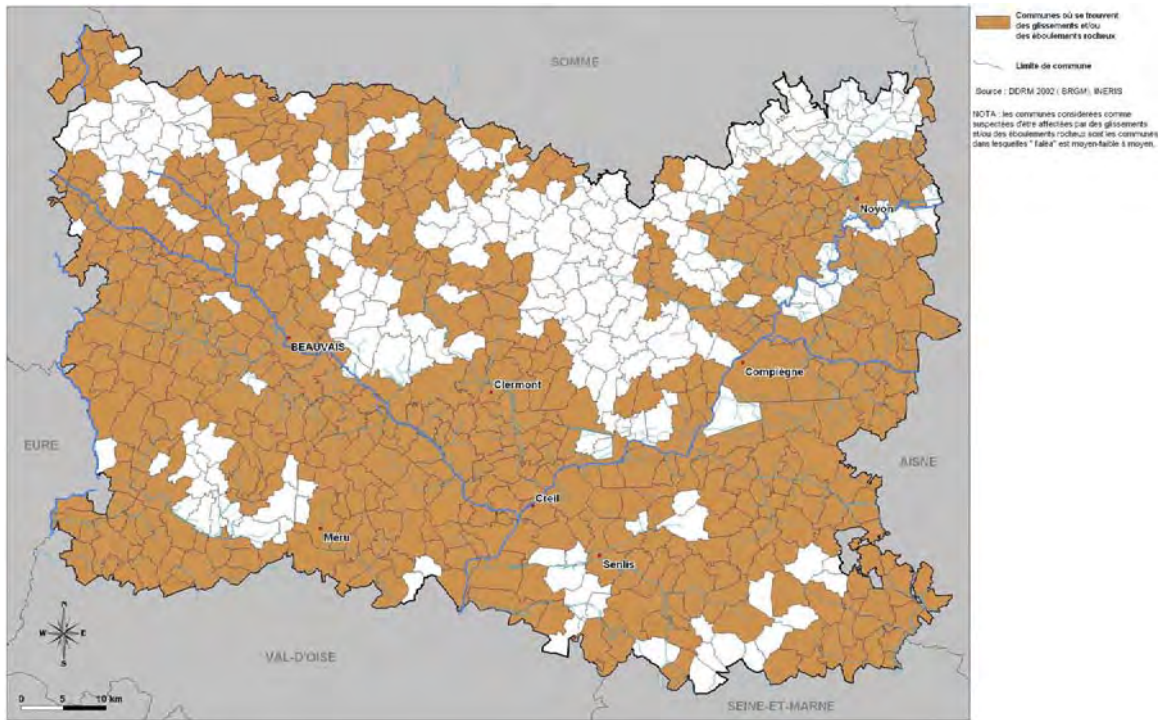 Communes où se trouvent
des glissements et/ou
des éboulements rocheux
Limite de commune
Source : DDRM 2002 ( BRGM), INERIS
NOTA : les communes considérées comme
suspectées d'être affectées par des glissements
et/ou des éboulements rocheux sont les communes
dans lesquelles " l'aléa" est moyen-faible à moyen.
SOMME
Noyon
BEAUVAIS
Compiègne
Clermont
EURE
AISNE
Creil
Méru
Senlis
N
W E
S
VAL-D'OISE
0 5 10 km
SEINE-ET-MARNE